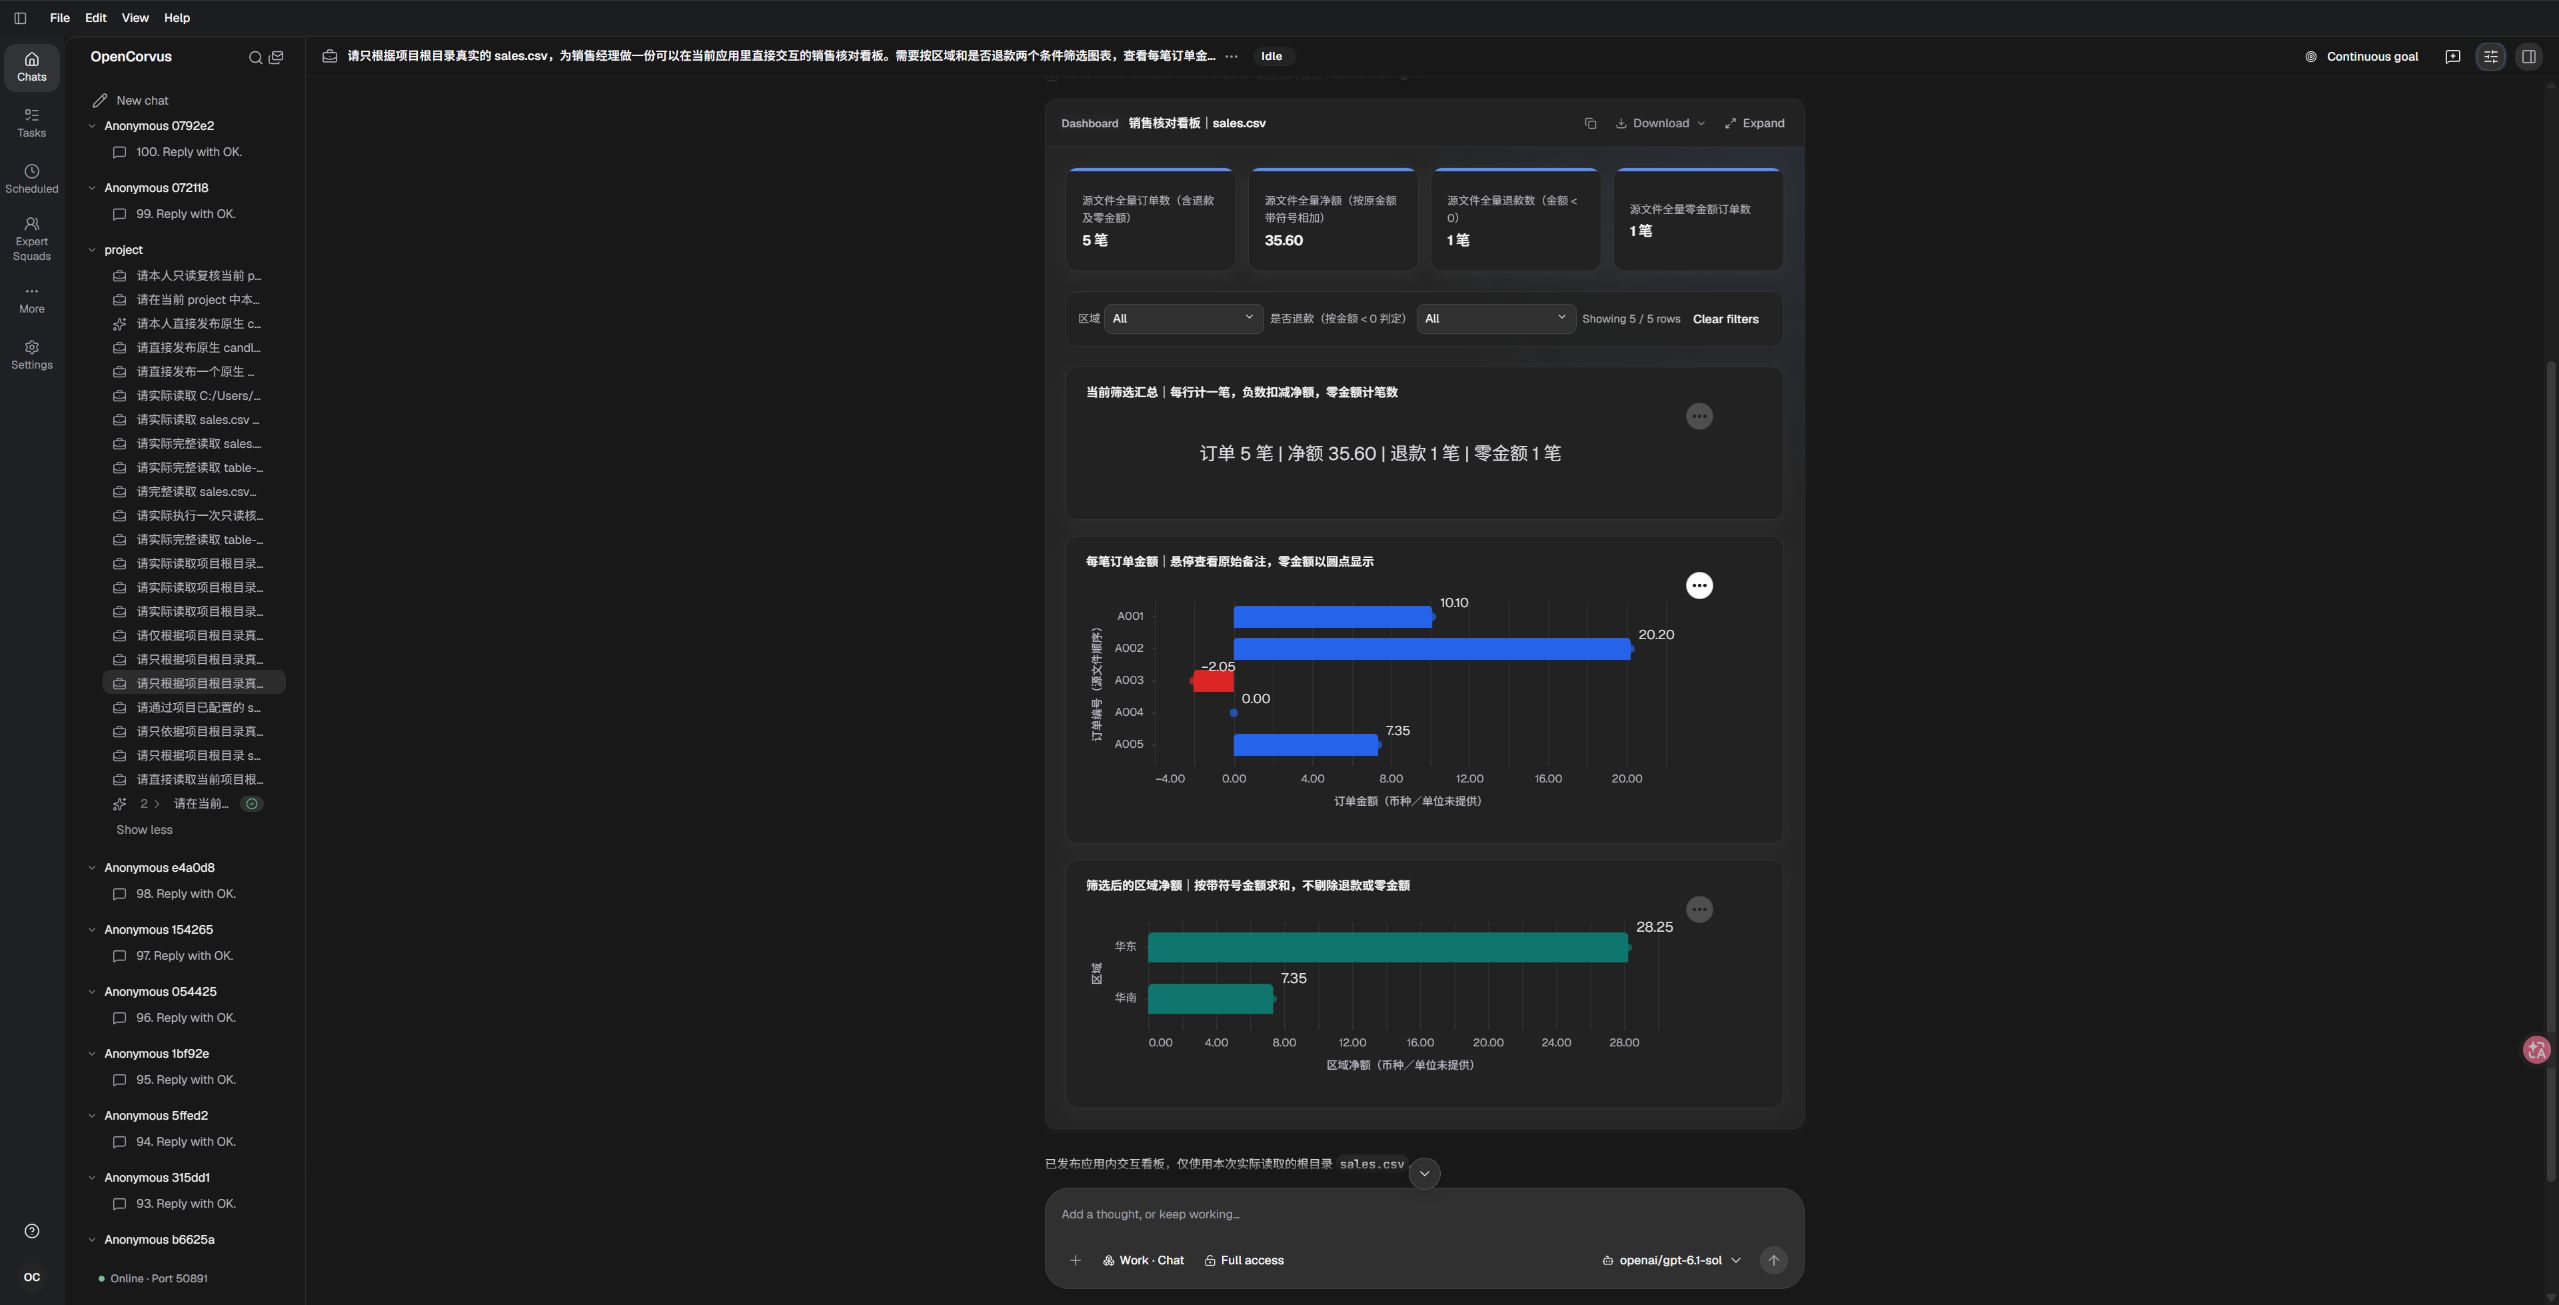 File Edit View Help
Chats
Tasks
Scheduled
Expert
Squads
More
Settings
OC
OpenCorvus
New chat
Anonymous 0792e2
100. Reply with OK.
Anonymous 072118
99. Reply with OK.
project
请本人只读复核当前 p...
请在当前 project 中本...
请本人直接发布原生 c...
请直接发布原生 candl...
请直接发布一个原生 ...
请实际读取 C:/Users/...
请实际读取 sales.csv ...
请实际完整读取 sales....
请实际完整读取 table-...
请完整读取 sales.csv...
请实际执行一次只读核...
请实际完整读取 table-...
请实际读取项目根目录...
请实际读取项目根目录...
请实际读取项目根目录...
请仅根据项目根目录真...
请只根据项目根目录真...
请只根据项目根目录真...
请通过项目已配置的 s...
请只依据项目根目录真...
请只根据项目根目录 s...
请直接读取当前项目根...
2 > 请在当前...
Show less
Anonymous e4a0d8
98. Reply with OK.
Anonymous 154265
97. Reply with OK.
Anonymous 054425
96. Reply with OK.
Anonymous 1bf92e
95. Reply with OK.
Anonymous 5ffed2
94. Reply with OK.
Anonymous 315dd1
93. Reply with OK.
Anonymous b6625a
Online · Port 50891
请只根据项目根目录真实的 sales.csv，为销售经理做一份可以在当前应用里直接交互的销售核对看板。需要按区域和是否退款两个条件筛选图表，查看每笔订单金... ··· Idle
Continuous goal
Dashboard 销售核对看板｜sales.csv
Download Expand
源文件全量订单数（含退款
及零金额）
5 笔
源文件全量净额（按原金额
带符号相加）
35.60
源文件全量退款数（金额 <
0）
1 笔
源文件全量零金额订单数
1 笔
区域 All 是否退款（按金额 < 0 判定） All Showing 5 / 5 rows Clear filters
当前筛选汇总｜每行计一笔，负数扣减净额，零金额计笔数
订单 5 笔 | 净额 35.60 | 退款 1 笔 | 零金额 1 笔
每笔订单金额｜悬停查看原始备注，零金额以圆点显示
订单编号（源文件顺序）
A001 10.10
A002 20.20
A003 −2.05
A004 0.00
A005 7.35
−4.00 0.00 4.00 8.00 12.00 16.00 20.00
订单金额（币种／单位未提供）
筛选后的区域净额｜按带符号金额求和，不剔除退款或零金额
区域
华东 28.25
华南 7.35
0.00 4.00 8.00 12.00 16.00 20.00 24.00 28.00
区域净额（币种／单位未提供）
已发布应用内交互看板，仅使用本次实际读取的根目录 sales.csv
Add a thought, or keep working...
Work · Chat Full access openai/gpt-6.1-sol